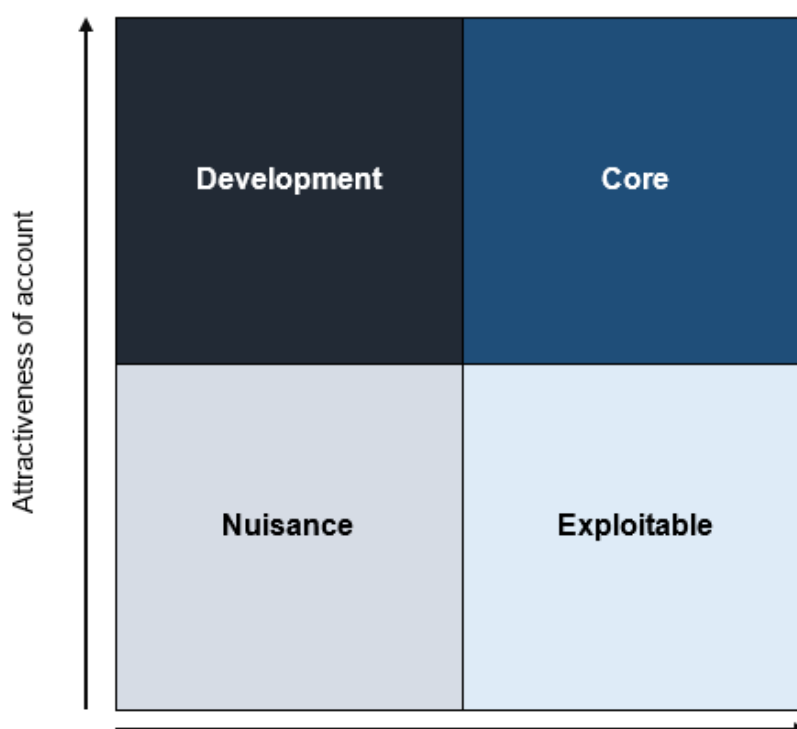 Attractiveness of account
Development
Core
Nuisance
Exploitable